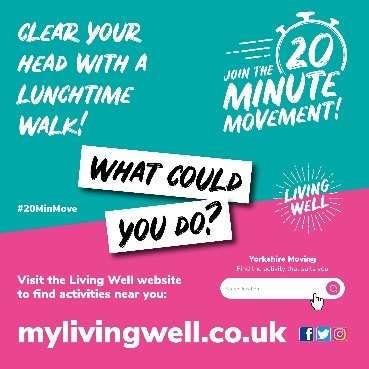 CLEAR YOUR
HEAD WITH A
LUNCHTIME
WALK!
20
JOIN THE
MINUTE
MOVEMENT!
WHAT COULD
YOU DO?
#20MinMove
LIVING
WELL
Yorkshire Moving
Find the activity that suits you
Visit the Living Well website
to find activities near you:
mylivingwell.co.uk